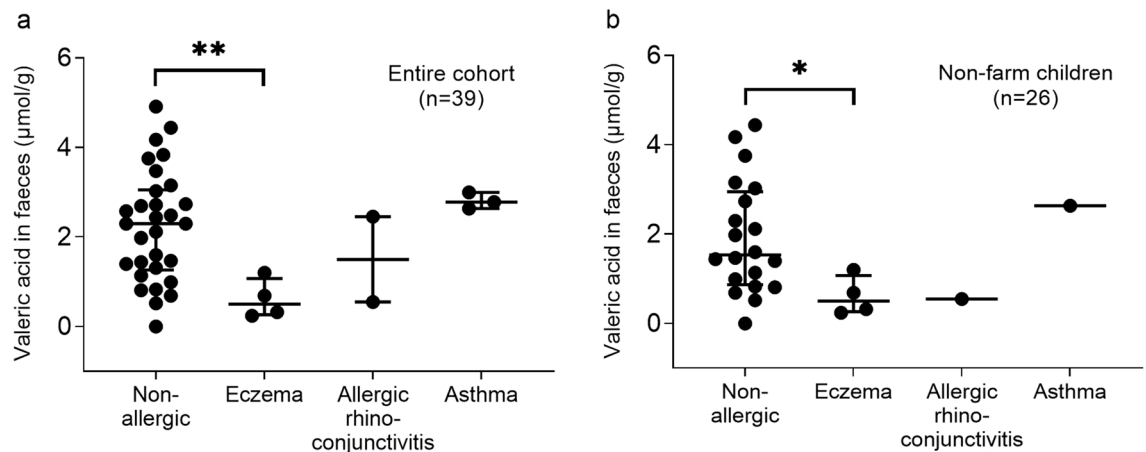 a
Valeric acid in faeces (µmol/g)
6
4
2
0
**
Entire cohort
(n=39)
Non-
allergic
Eczema
Allergic
rhino-
conjunctivitis
Asthma
b
Valeric acid in faeces (µmol/g)
6
4
2
0
*
Non-farm children
(n=26)
Non-
allergic
Eczema
Allergic
rhino-
conjunctivitis
Asthma